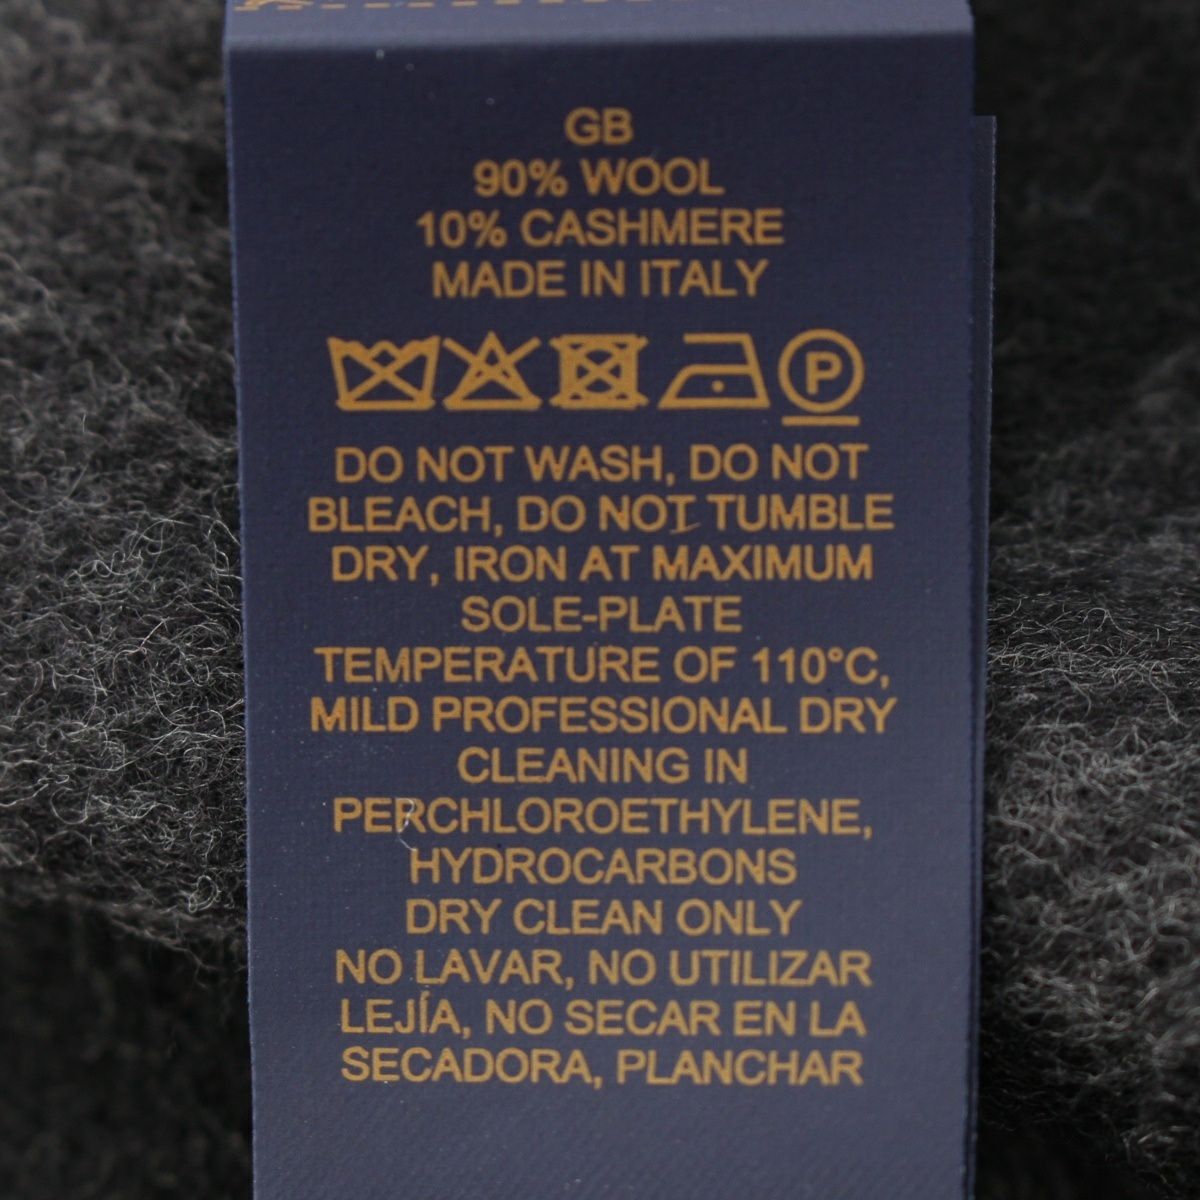 GB
90% WOOL
10% CASHMERE
MADE IN ITALY
P
DO NOT WASH, DO NOT
BLEACH, DO NOT TUMBLE
DRY, IRON AT MAXIMUM
SOLE-PLATE
TEMPERATURE OF 110°C,
MILD PROFESSIONAL DRY
CLEANING IN
PERCHLOROETHYLENE,
HYDROCARBONS
DRY CLEAN ONLY
NO LAVAR, NO UTILIZAR
LEJÍA, NO SECAR EN LA
SECADORA, PLANCHAR